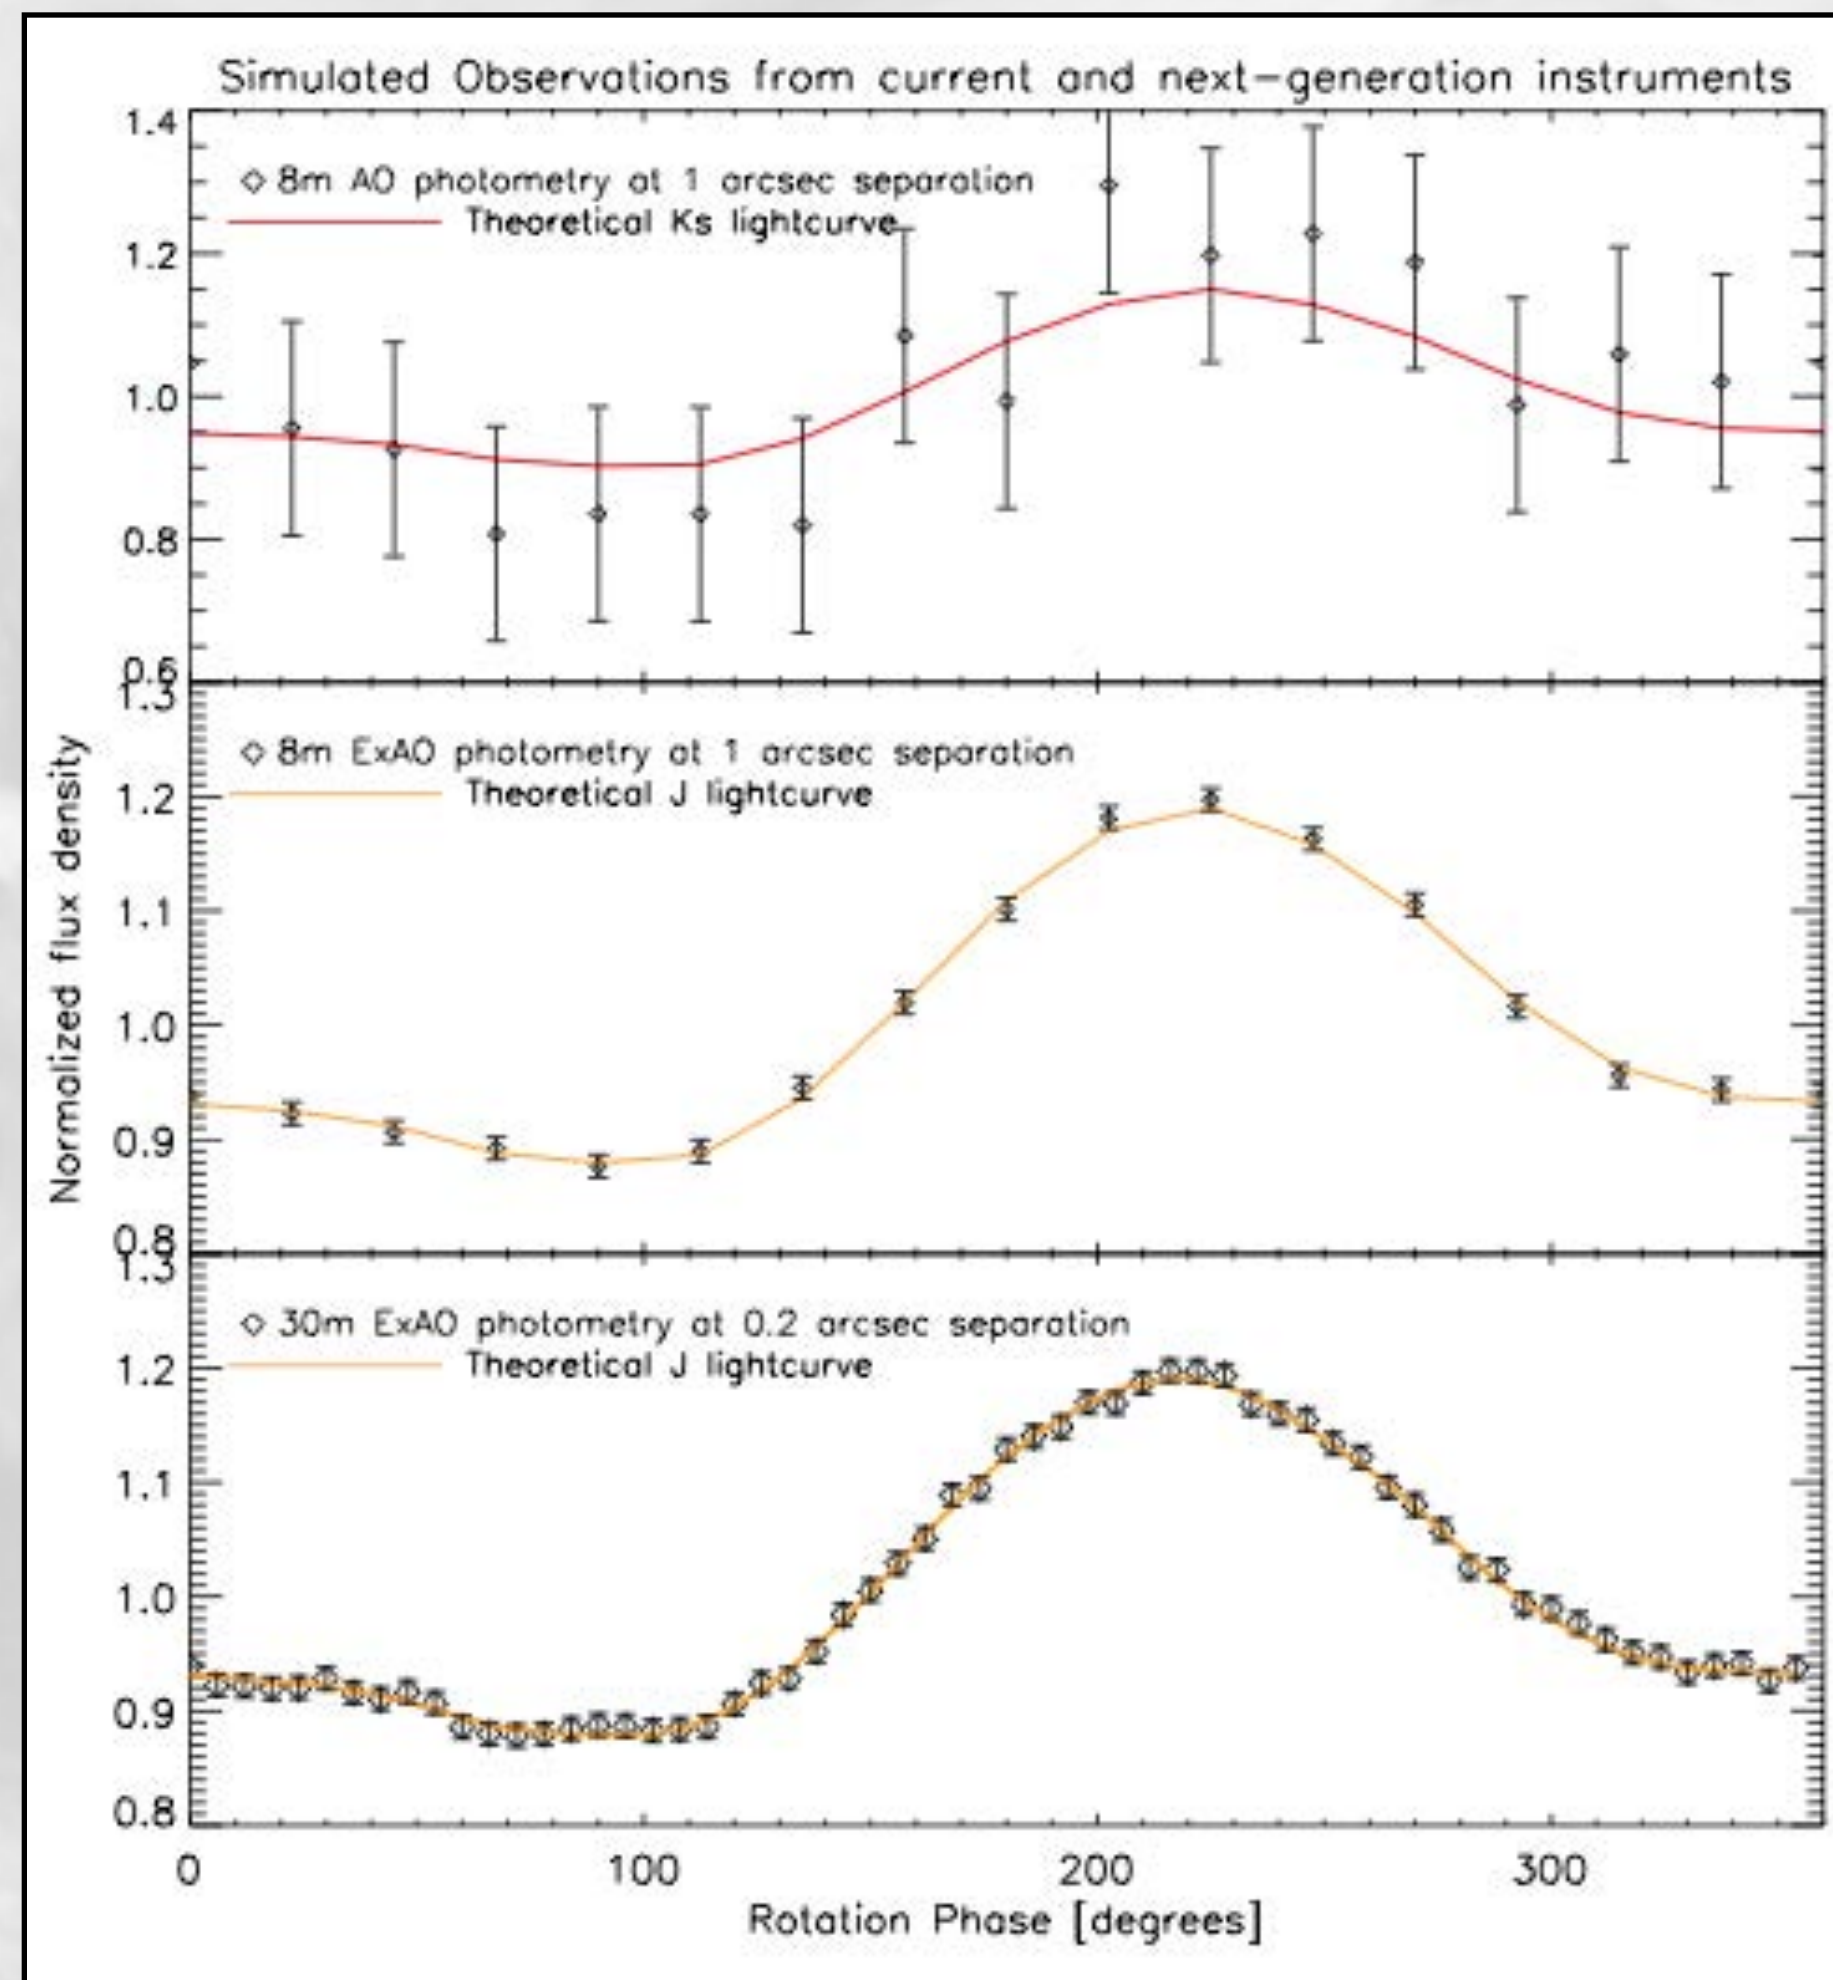 Simulated Observations from current and next-generation instruments
1.4
8m AO photometry at 1 arcsec separation
Theoretical Ks lightcurve
1.2
1.0
0.8
0.6
1.3
8m ExAO photometry at 1 arcsec separation
Theoretical J lightcurve
1.2
1.1
1.0
0.9
0.8
Normalized flux density
1.3
30m ExAO photometry at 0.2 arcsec separation
Theoretical J lightcurve
1.2
1.1
1.0
0.9
0.8
0 100 200 300
Rotation Phase [degrees]